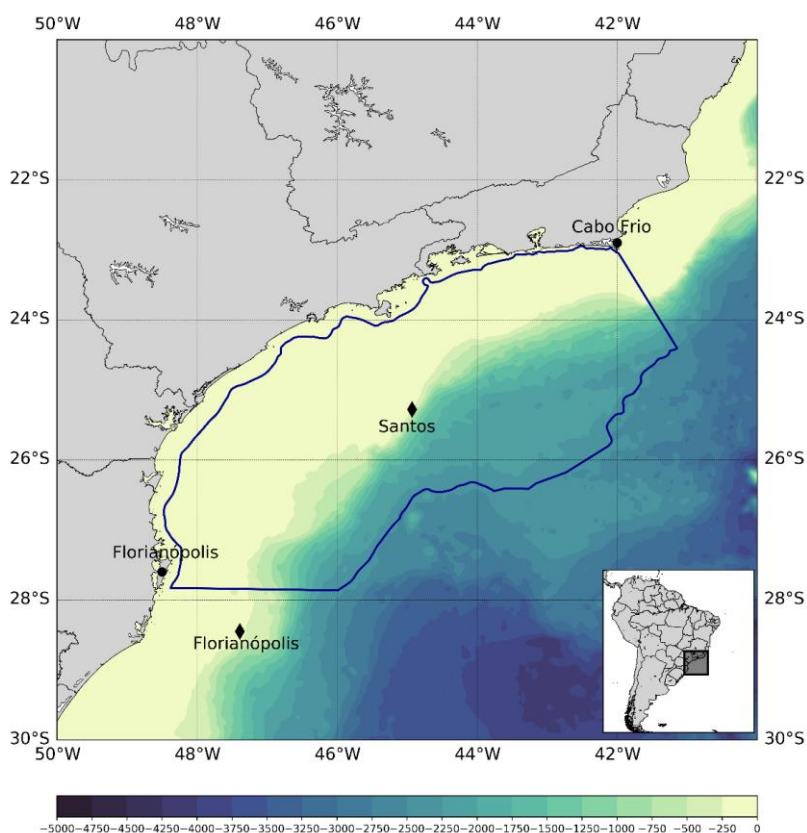 50°W 48°W 46°W 44°W 42°W
22°S 22°S
Cabo Frio
24°S 24°S
Santos
26°S 26°S
Florianópolis
28°S 28°S
Florianópolis
30°S 30°S
50°W 48°W 46°W 44°W 42°W
−5000 −4750 −4500 −4250 −4000 −3750 −3500 −3250 −3000 −2750 −2500 −2250 −2000 −1750 −1500 −1250 −1000 −750 −500 −250 0